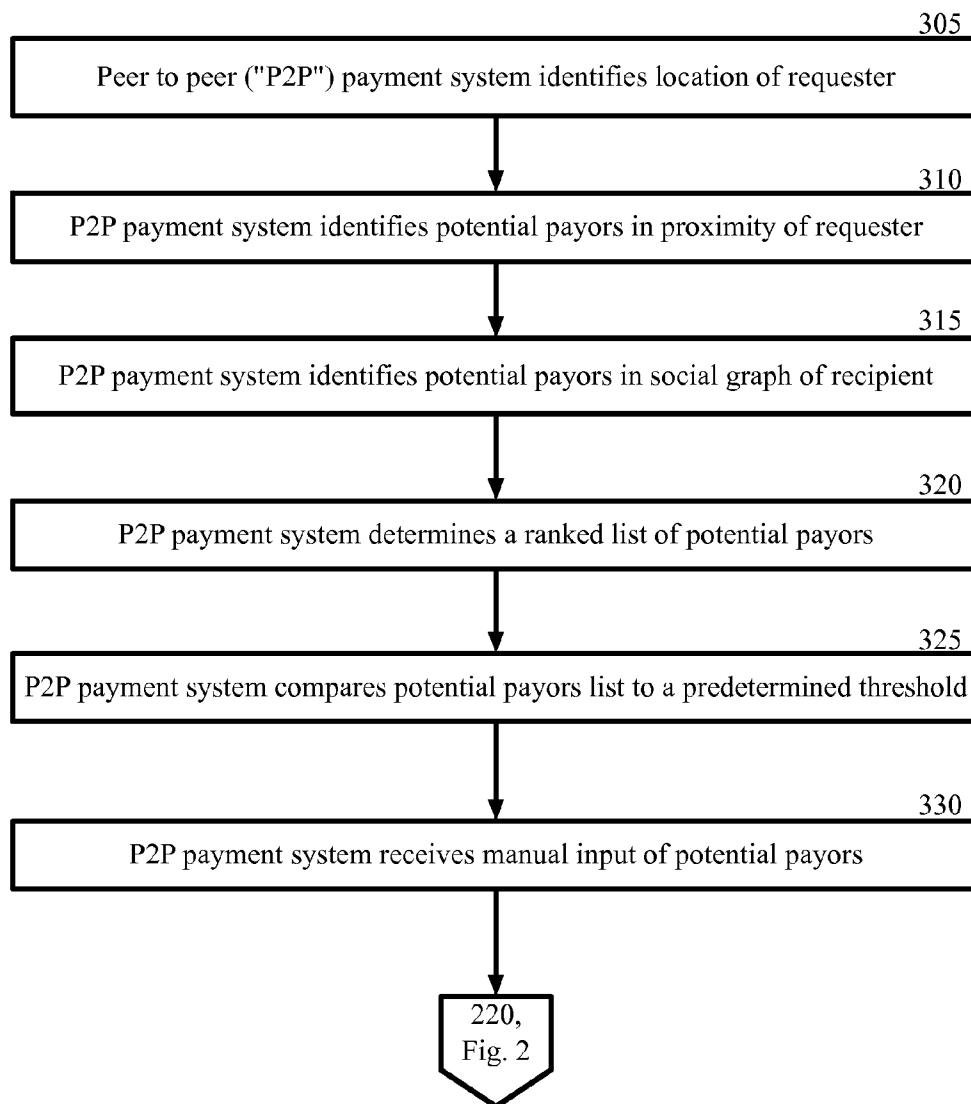 305
Peer to peer ("P2P") payment system identifies location of requester
310
P2P payment system identifies potential payors in proximity of requester
315
P2P payment system identifies potential payors in social graph of recipient
320
P2P payment system determines a ranked list of potential payors
325
P2P payment system compares potential payors list to a predetermined threshold
330
P2P payment system receives manual input of potential payors
220,
Fig. 2